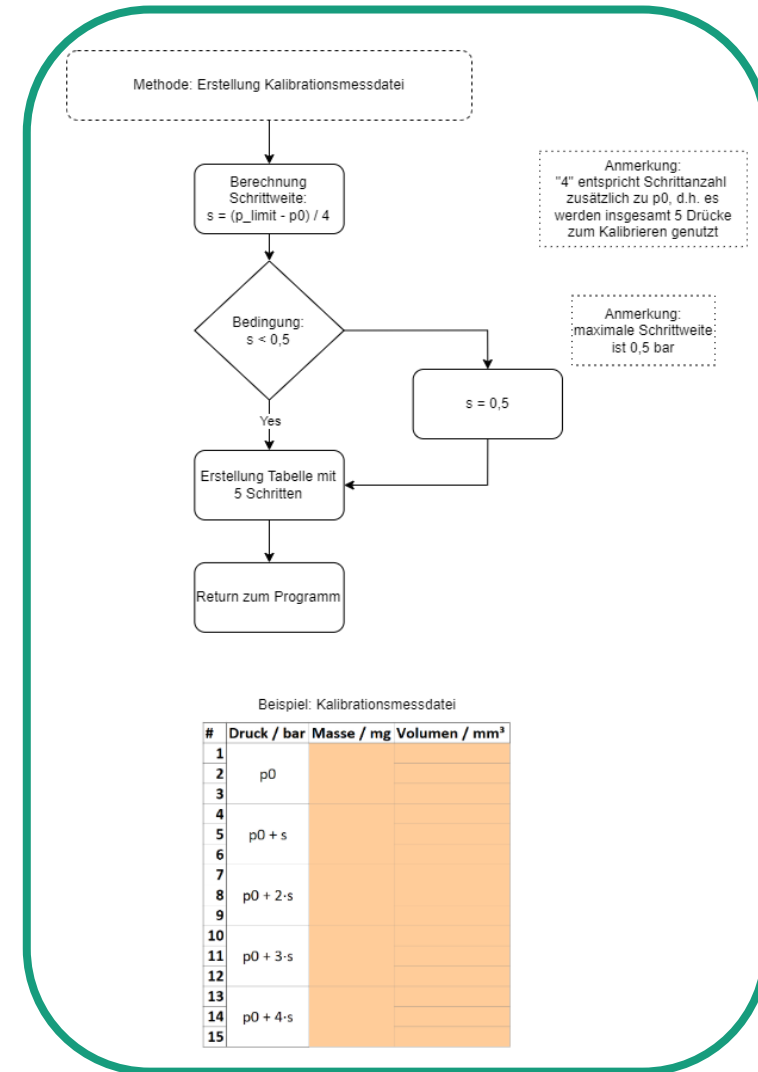 Methode: Erstellung Kalibrationsmessdatei
Berechnung
Schrittweite:
s = (p_limit - p0) / 4
Anmerkung:
"4" entspricht Schrittanzahl
zusätzlich zu p0, d.h. es
werden insgesamt 5 Drücke
zum Kalibrieren genutzt
Bedingung:
s < 0,5
Anmerkung:
maximale Schrittweite
ist 0,5 bar
s = 0,5
Yes
Erstellung Tabelle mit
5 Schritten
Return zum Programm
Beispiel: Kalibrationsmessdatei
# Druck / bar Masse / mg Volumen / mm³
1
2 p0
3
4
5 p0 + s
6
7
8 p0 + 2·s
9
10
11 p0 + 3·s
12
13
14 p0 + 4·s
15